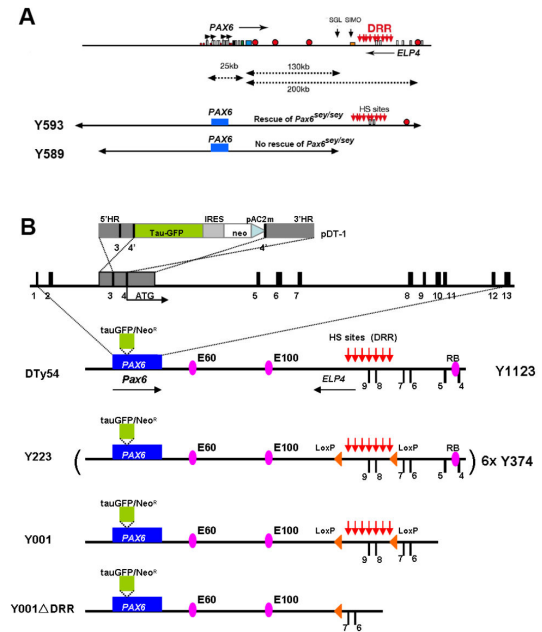 A
PAX6
SGL SIMO
DRR
ELP4
25kb
130kb
200kb
PAX6
HS sites
Y593
Rescue of Pax6sey/sey
PAX6
Y589
No rescue of Pax6sey/sey
B
5'HR IRES pAC2m 3'HR
Tau-GFP neo
pDT-1
3 4' 4'
1 2 3 4 ATG 5 6 7 8 9 10 11 12 13
tauGFP/NeoR
HS sites (DRR)
E60 E100 RB
DTy54 PAX6 Y1123
Pax6 ELP4 9 8 7 6 5 4
tauGFP/NeoR
E60 E100 LoxP LoxP RB
Y223 ( PAX6 ) 6x Y374
9 8 7 6 5 4
tauGFP/NeoR
E60 E100 LoxP LoxP
Y001 PAX6
9 8 7 6
tauGFP/NeoR
E60 E100
Y001△DRR PAX6
7 6